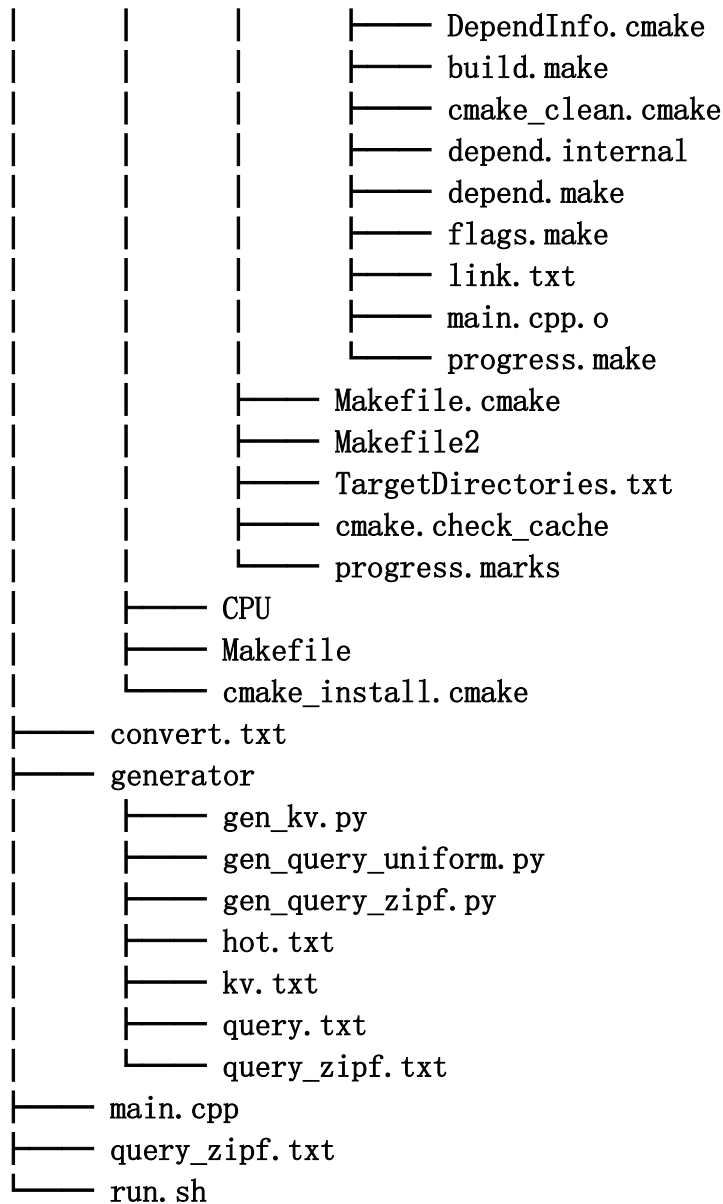 DependInfo.cmake
build.make
cmake_clean.cmake
depend.internal
depend.make
flags.make
link.txt
main.cpp.o
progress.make
Makefile.cmake
Makefile2
TargetDirectories.txt
cmake.check_cache
progress.marks
CPU
Makefile
cmake_install.cmake
convert.txt
generator
gen_kv.py
gen_query_uniform.py
gen_query_zipf.py
hot.txt
kv.txt
query.txt
query_zipf.txt
main.cpp
query_zipf.txt
run.sh